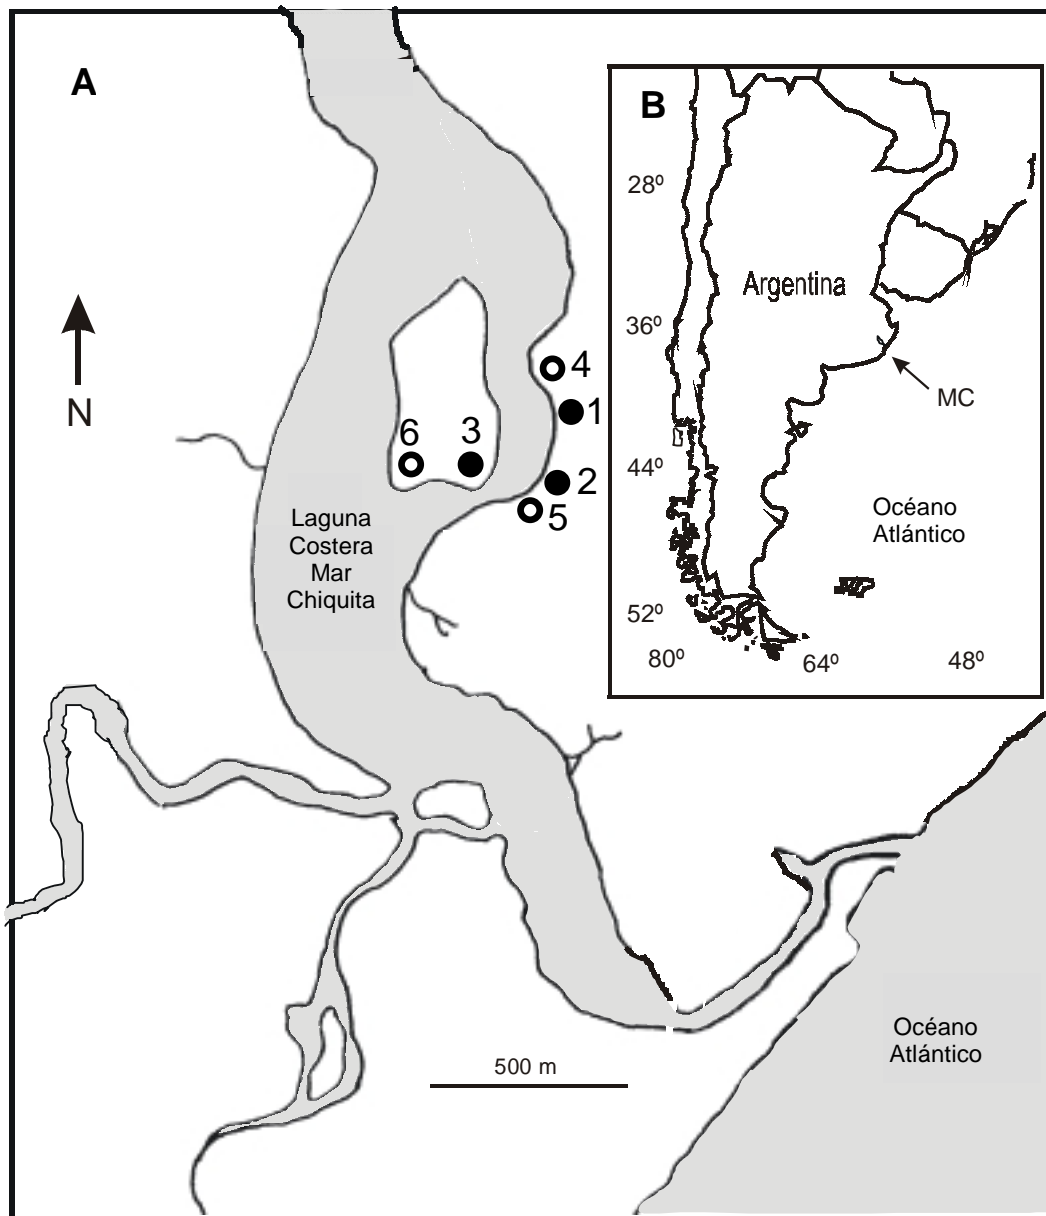 A
B
28º
Argentina
36º
4
MC
1
N
6
3
44º
2
Océano
Atlántico
5
Laguna
Costera
Mar
Chiquita
52º
80º
64º
48º
Océano
Atlántico
500 m